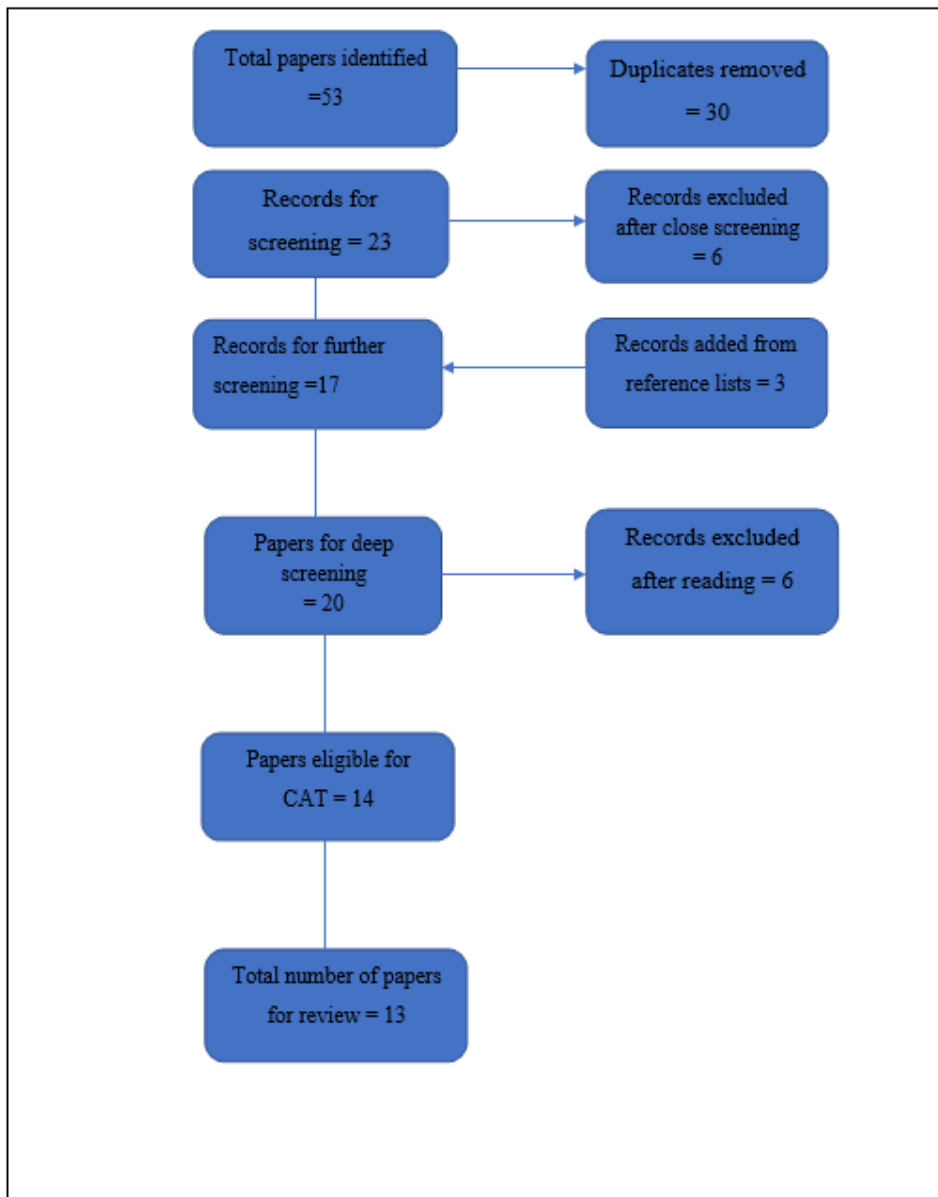 Total papers identified
=53
Duplicates removed
= 30
Records for
screening = 23
Records excluded
after close screening
= 6
Records for further
screening =17
Records added from
reference lists = 3
Papers for deep
screening
= 20
Records excluded
after reading = 6
Papers eligible for
CAT = 14
Total number of papers
for review = 13